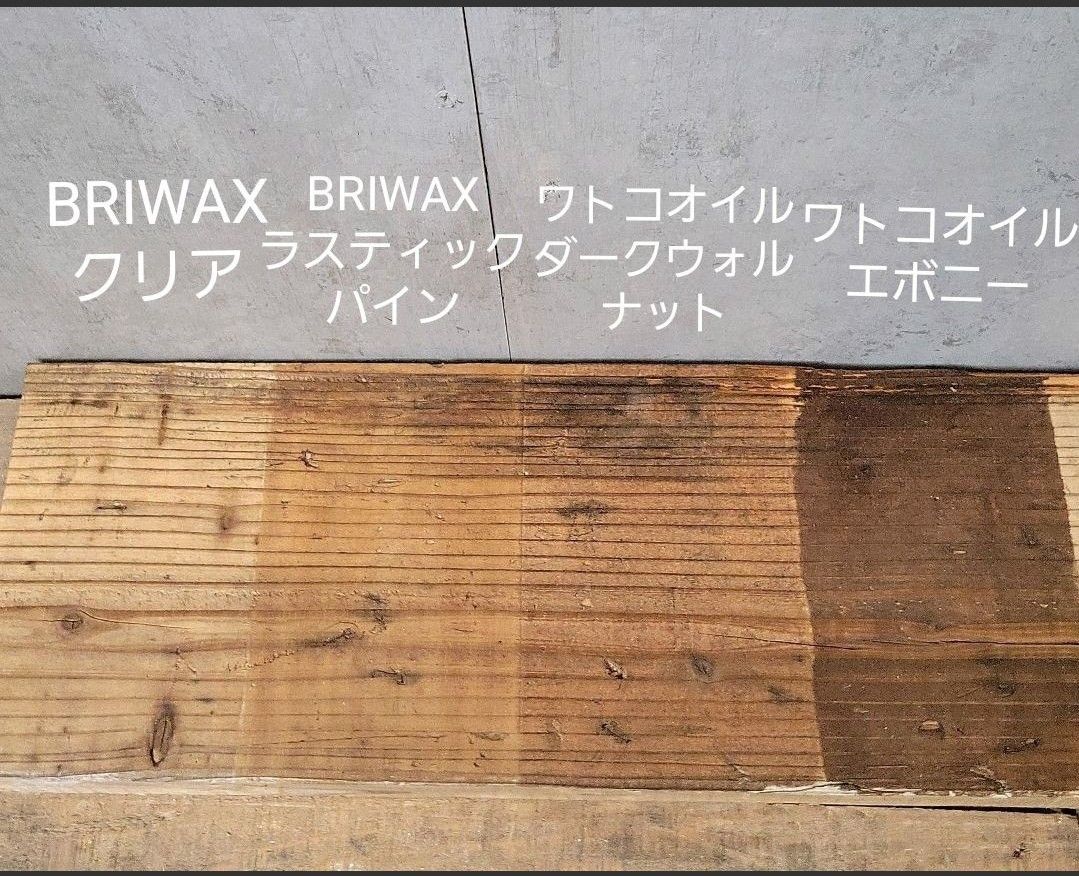 BRIWAX
クリア
BRIWAX
ラスティック
パイン
ワトコオイル
ダークウォル
ナット
ワトコオイル
エボニー